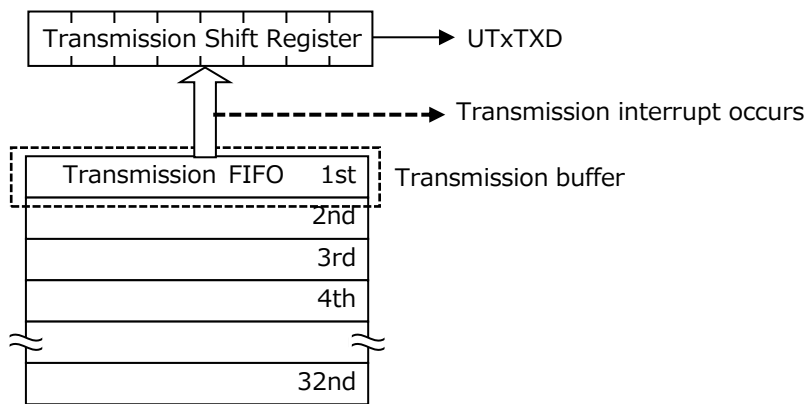 Transmission Shift Register
UTxTXD
Transmission interrupt occurs
Transmission FIFO 1st
Transmission buffer
2nd
3rd
4th
32nd